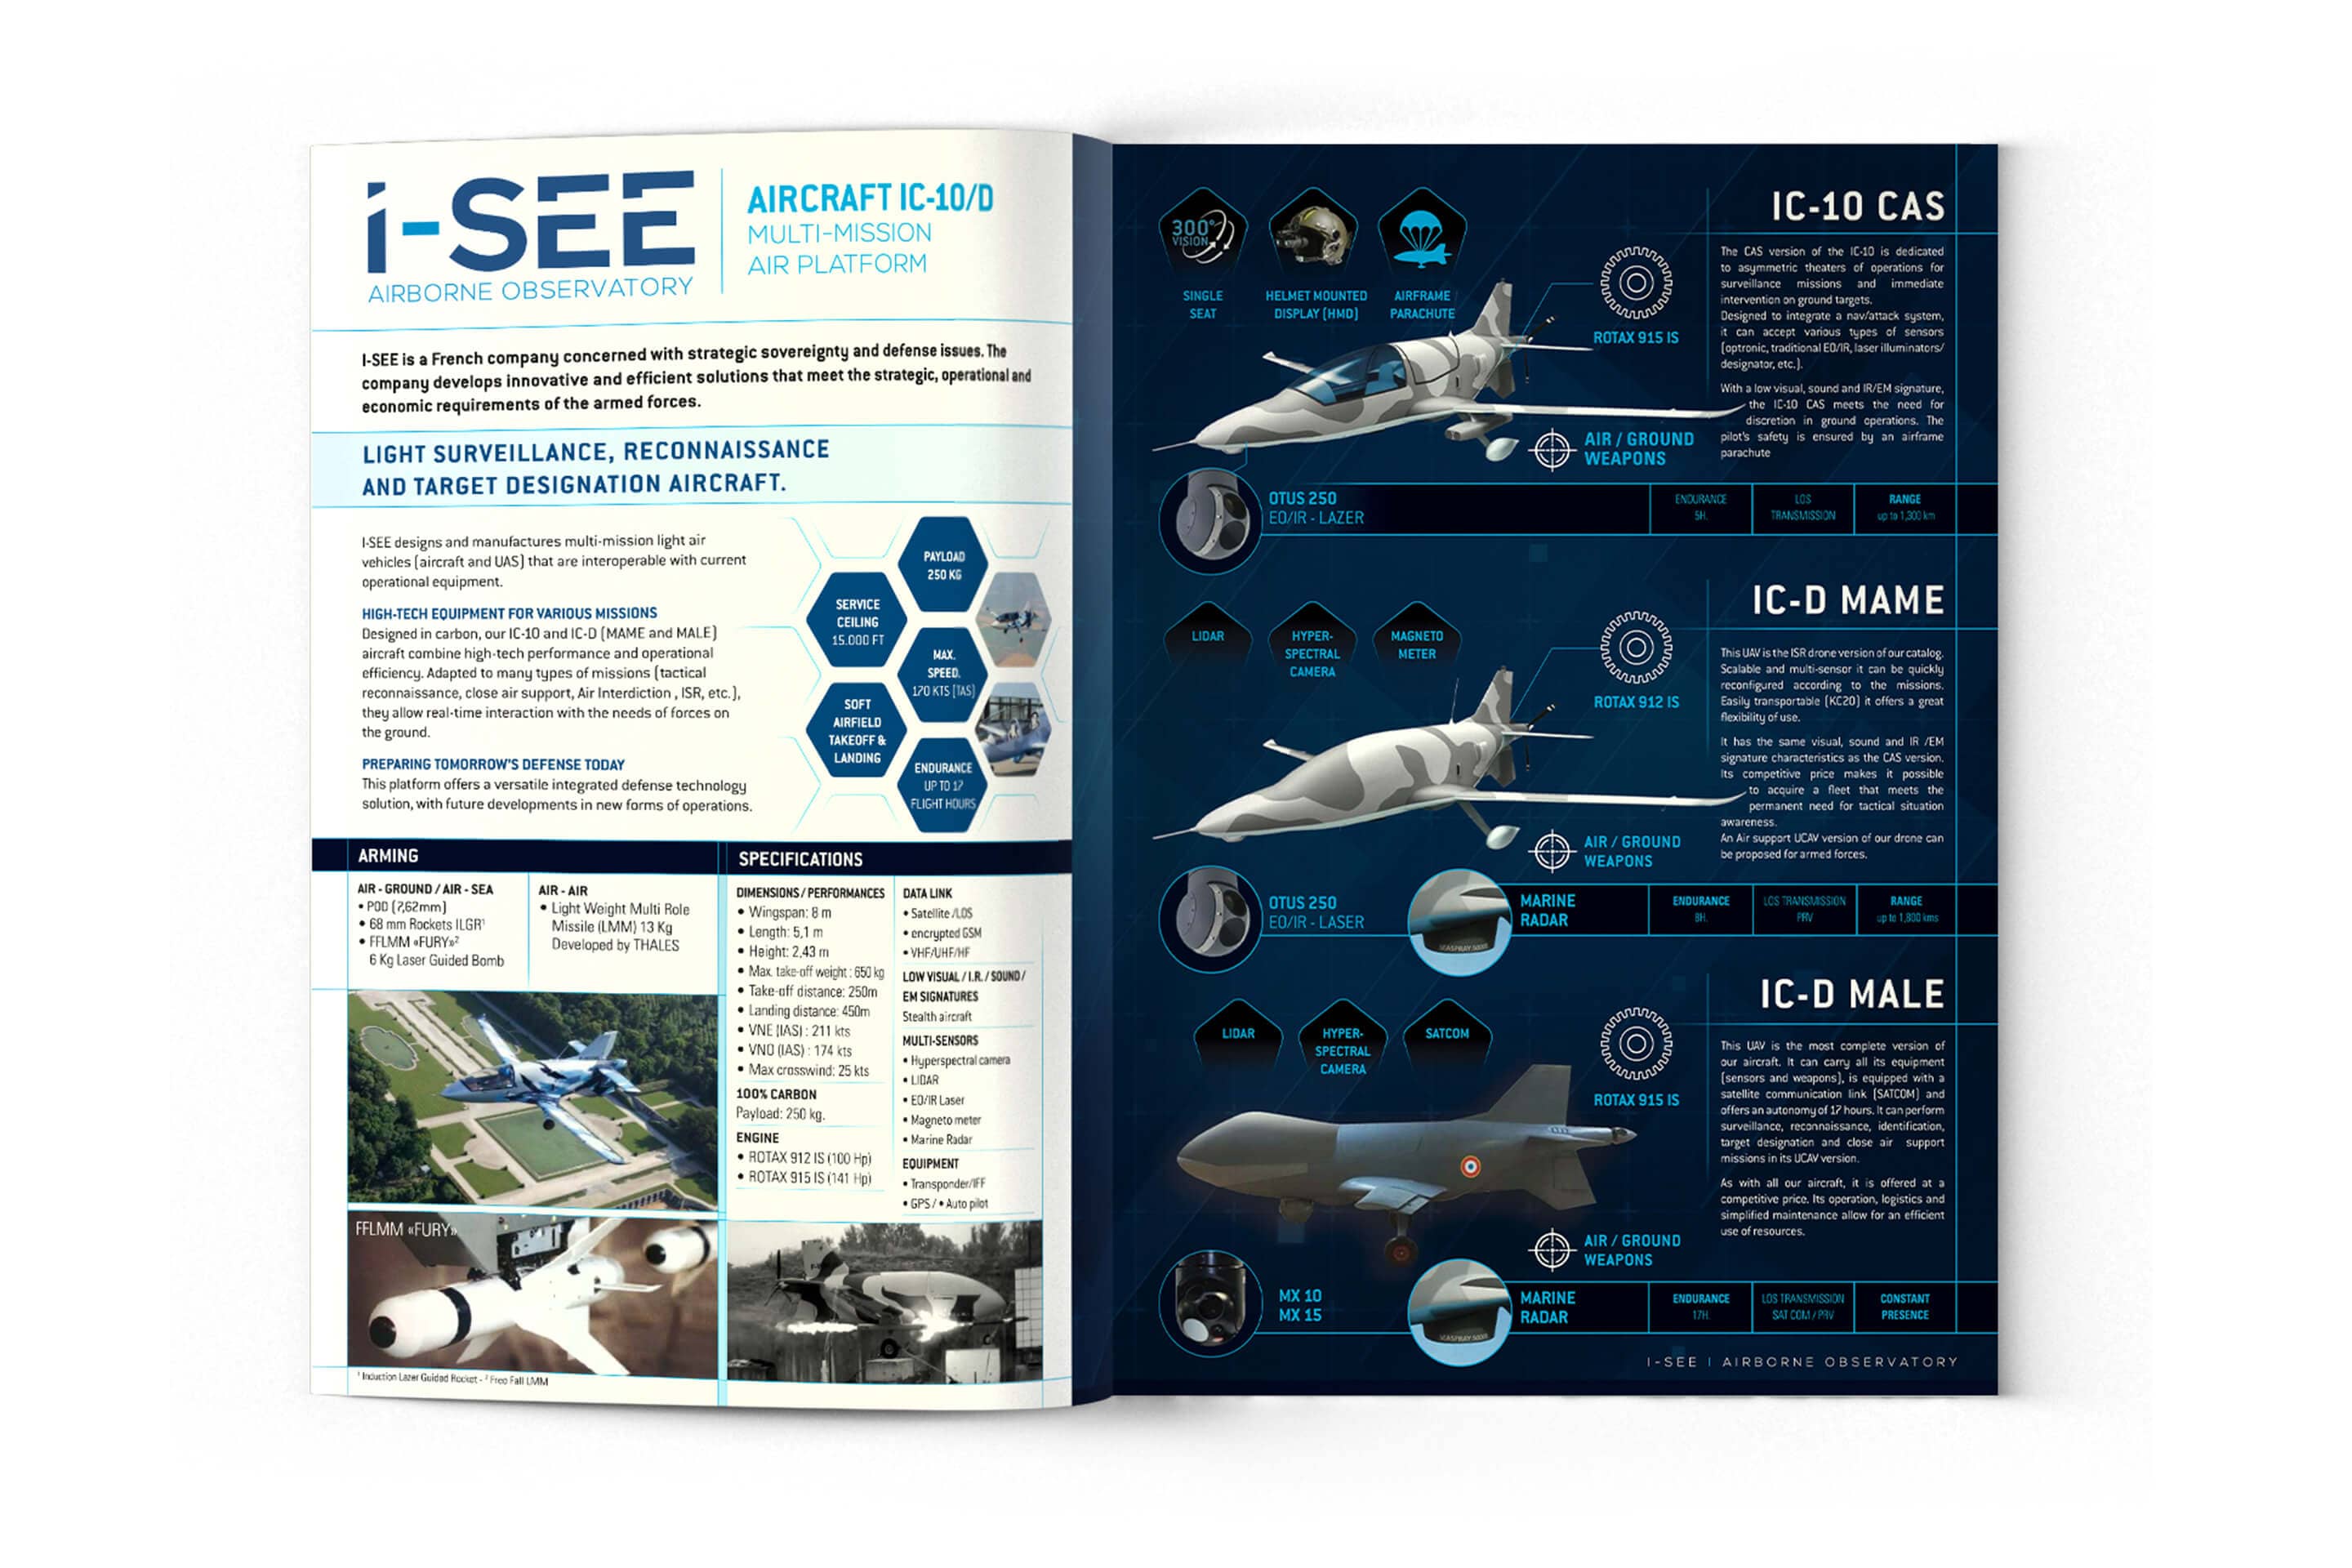 i-SEE
AIRBORNE OBSERVATORY
AIRCRAFT IC-10/D
MULTI-MISSION
AIR PLATFORM
I-SEE is a French company concerned with strategic sovereignty and defense issues. The
company develops innovative and efficient solutions that meet the strategic, operational and
economic requirements of the armed forces.
LIGHT SURVEILLANCE, RECONNAISSANCE
AND TARGET DESIGNATION AIRCRAFT.
I-SEE designs and manufactures multi-mission light air
vehicles (aircraft and UAS) that are interoperable with current
operational equipment.
HIGH-TECH EQUIPMENT FOR VARIOUS MISSIONS
Designed in carbon, our IC-10 and IC-D (MAME and MALE)
aircraft combine high-tech performance and operational
efficiency. Adapted to many types of missions (tactical
reconnaissance, close air support, Air Interdiction , ISR, etc.),
they allow real-time interaction with the needs of forces on
the ground.
PREPARING TOMORROW'S DEFENSE TODAY
This platform offers a versatile integrated defense technology
solution, with future developments in new forms of operations.
PAYLOAD
250 KG
SERVICE
CEILING
15.000 FT
MAX.
SPEED.
170 KTS (TAS)
SOFT
AIRFIELD
TAKEOFF &
LANDING
ENDURANCE
UP TO 17
FLIGHT HOURS
ARMING
AIR - GROUND / AIR - SEA
• POD (7,62mm)
• 68 mm Rockets ILGR¹
• FFLMM «FURY»²
6 Kg Laser Guided Bomb
AIR - AIR
• Light Weight Multi Role
Missile (LMM) 13 Kg
Developed by THALES
FFLMM «FURY»
¹ Induction Lazer Guided Rocket - ² Free Fall LMM
SPECIFICATIONS
DIMENSIONS / PERFORMANCES
• Wingspan: 8 m
• Length: 5,1 m
• Height: 2,43 m
• Max. take-off weight : 650 kg
• Take-off distance: 250m
• Landing distance: 450m
• VNE (IAS) : 211 kts
• VNO (IAS) : 174 kts
• Max crosswind: 25 kts
100% CARBON
Payload: 250 kg.
ENGINE
• ROTAX 912 IS (100 Hp)
• ROTAX 915 IS (141 Hp)
DATA LINK
• Satellite /LOS
• encrypted GSM
• VHF/UHF/HF
LOW VISUAL / I.R. / SOUND /
EM SIGNATURES
Stealth aircraft
MULTI-SENSORS
• Hyperspectral camera
• LIDAR
• EO/IR Laser
• Magneto meter
• Marine Radar
EQUIPMENT
• Transponder/IFF
• GPS / • Auto pilot
300°
VISION
SINGLE
SEAT
HELMET MOUNTED
DISPLAY (HMD)
AIRFRAME
PARACHUTE
ROTAX 915 IS
AIR / GROUND
WEAPONS
OTUS 250
EO/IR - LAZER
IC-10 CAS
The CAS version of the IC-10 is dedicated
to asymmetric theaters of operations for
surveillance missions and immediate
intervention on ground targets.
Designed to integrate a nav/attack system,
it can accept various types of sensors
(optronic, traditional EO/IR, laser illuminators/
designator, etc.).
With a low visual, sound and IR/EM signature,
the IC-10 CAS meets the need for
discretion in ground operations. The
pilot's safety is ensured by an airframe
parachute
ENDURANCE
5H.
LOS
TRANSMISSION
RANGE
up to 1,300 km
LIDAR
HYPER-
SPECTRAL
CAMERA
MAGNETO
METER
ROTAX 912 IS
AIR / GROUND
WEAPONS
OTUS 250
EO/IR - LASER
SEASPRAY 5000E
MARINE
RADAR
IC-D MAME
This UAV is the ISR drone version of our catalog.
Scalable and multi-sensor it can be quickly
reconfigured according to the missions.
Easily transportable (KC20) it offers a great
flexibility of use.
It has the same visual, sound and IR /EM
signature characteristics as the CAS version.
Its competitive price makes it possible
to acquire a fleet that meets the
permanent need for tactical situation
awareness.
An Air support UCAV version of our drone can
be proposed for armed forces.
ENDURANCE
8H.
LOS TRANSMISSION
PRV
RANGE
up to 1,800 kms
LIDAR
HYPER-
SPECTRAL
CAMERA
SATCOM
ROTAX 915 IS
AIR / GROUND
WEAPONS
MX 10
MX 15
SEASPRAY 5000E
MARINE
RADAR
IC-D MALE
This UAV is the most complete version of
our aircraft. It can carry all its equipment
(sensors and weapons), is equipped with a
satellite communication link (SATCOM) and
offers an autonomy of 17 hours. It can perform
surveillance, reconnaissance, identification,
target designation and close air support
missions in its UCAV version.
As with all our aircraft, it is offered at a
competitive price. Its operation, logistics and
simplified maintenance allow for an efficient
use of resources.
ENDURANCE
17H.
LOS TRANSMISSION
SAT COM / PRV
CONSTANT
PRESENCE
I-SEE | AIRBORNE OBSERVATORY